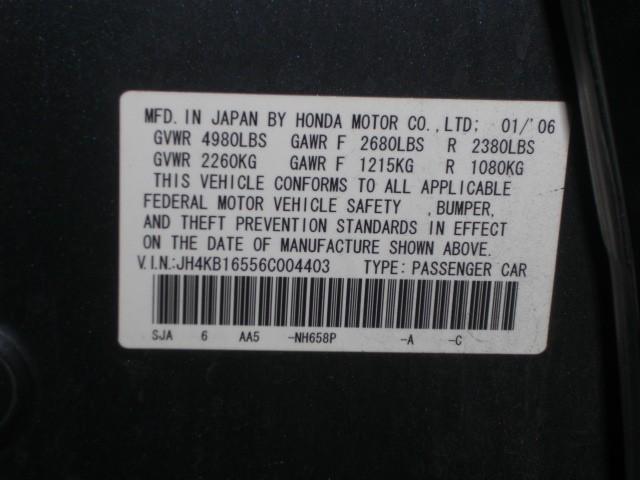 MFD. IN JAPAN BY HONDA MOTOR CO.,LTD: 01/'06
GVWR 4980LBS GAWR F 2680LBS R 2380LBS
GVWR 2260KG GAWR F 1215KG R 1080KG
THIS VEHICLE CONFORMS TO ALL APPLICABLE
FEDERAL MOTOR VEHICLE SAFETY ,BUMPER,
AND THEFT PREVENTION STANDARDS IN EFFECT
ON THE DATE OF MANUFACTURE SHOWN ABOVE.
V.I.N.:JH4KB16556C004403 TYPE: PASSENGER CAR
SJA 6 AA5 -NH658P -A -C